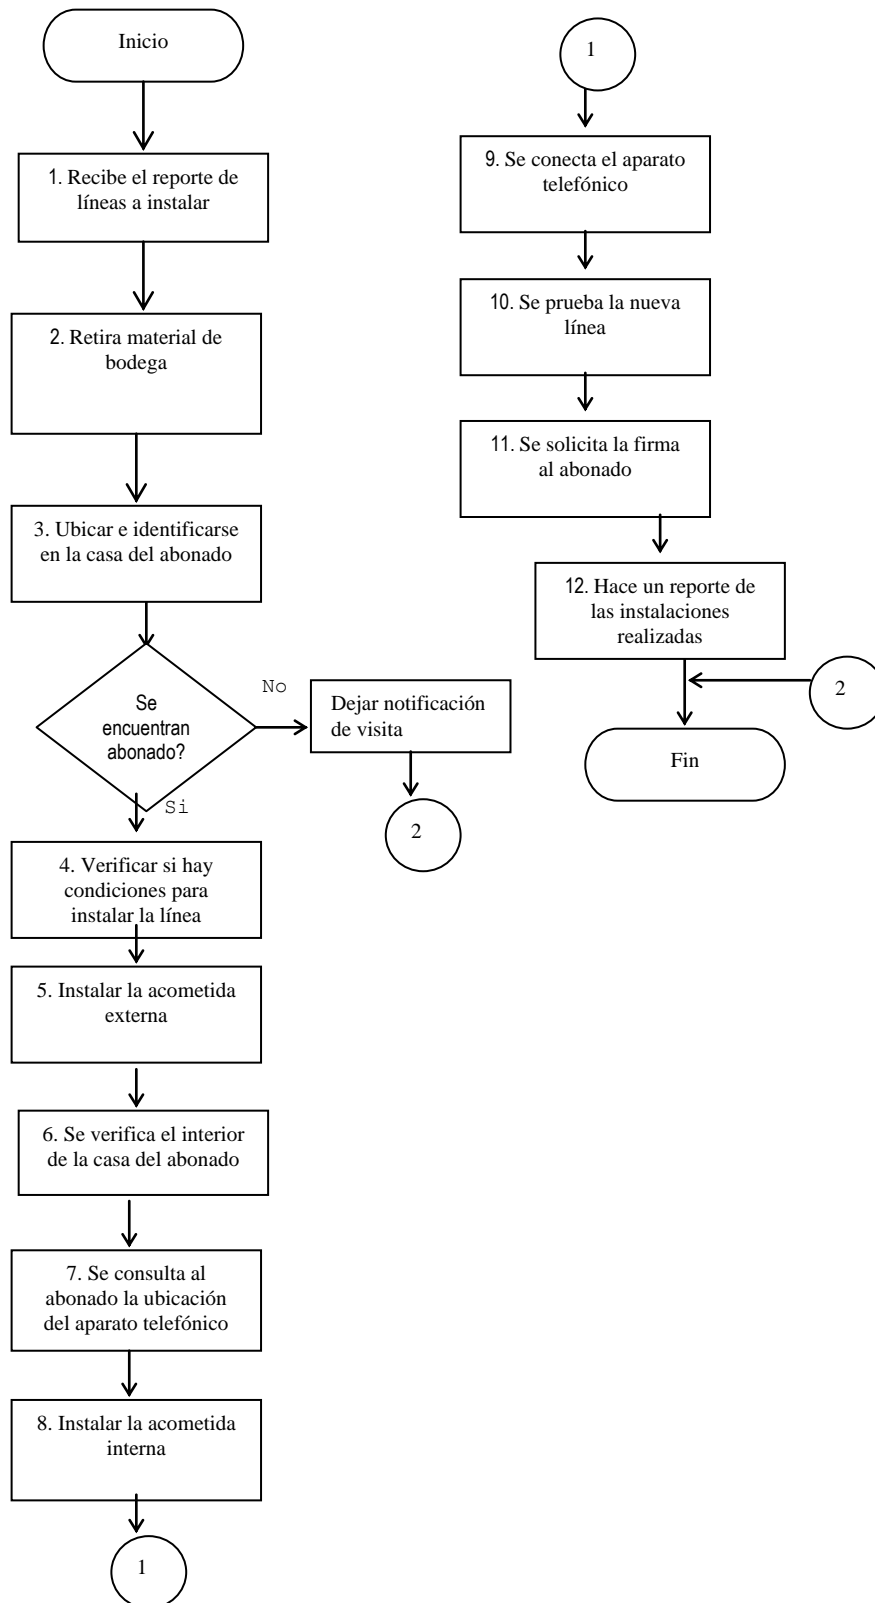 Inicio
1. Recibe el reporte de
líneas a instalar
2. Retira material de
bodega
3. Ubicar e identificarse
en la casa del abonado
Se
encuentran
abonado?
No
Dejar notificación
de visita
2
Si
4. Verificar si hay
condiciones para
instalar la línea
5. Instalar la acometida
externa
6. Se verifica el interior
de la casa del abonado
7. Se consulta al
abonado la ubicación
del aparato telefónico
8. Instalar la acometida
interna
1
1
9. Se conecta el aparato
telefónico
10. Se prueba la nueva
línea
11. Se solicita la firma
al abonado
12. Hace un reporte de
las instalaciones
realizadas
2
Fin